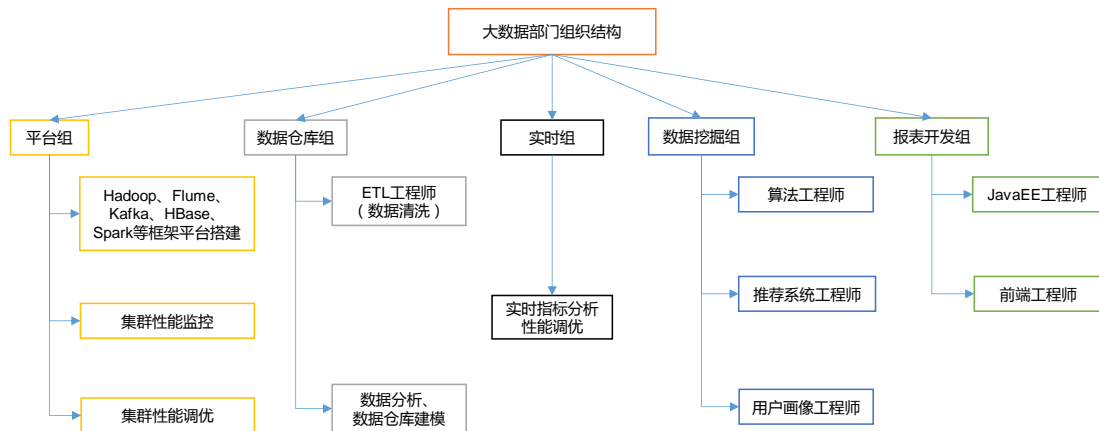 大数据部门组织结构
平台组
数据仓库组
实时组
数据挖掘组
报表开发组
Hadoop、Flume、
Kafka、HBase、
Spark等框架平台搭建
ETL工程师
（数据清洗）
算法工程师
JavaEE工程师
集群性能监控
实时指标分析
性能调优
推荐系统工程师
前端工程师
集群性能调优
数据分析、
数据仓库建模
用户画像工程师